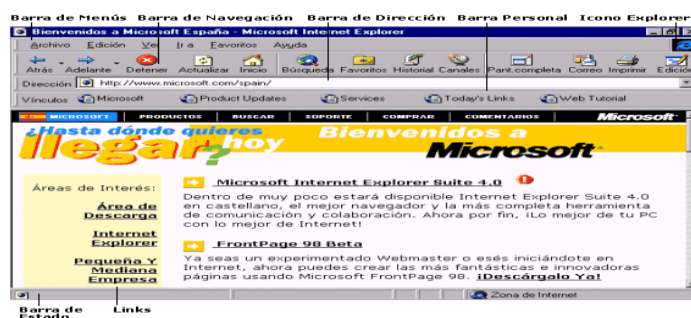 Barra de Menús Barra de Navegación Barra de Dirección Barra Personal Icono Explorer
Bienvenidos a Microsoft España - Microsoft Internet Explorer
Archivo Edición Ver Ir a Favoritos Ayuda
Atrás Adelante Detener Actualizar Inicio Búsqueda Favoritos Historial Canales Pant.completa Correo Imprimir Edición
Dirección http://www.microsoft.com/spain/
Vínculos Microsoft Product Updates Services Today's Links Web Tutorial
MICROSOFT PRODUCTOS BUSCAR SOPORTE COMPRAR COMENTARIOS Microsoft
¿Hasta dónde quieres
llegar hoy?
Bienvenidos a
Microsoft
Áreas de Interés:
Área de
Descarga
Internet
Explorer
Pequeña Y
Mediana
Empresa
Microsoft Internet Explorer Suite 4.0
Dentro de muy poco estará disponible Internet Explorer Suite 4.0
en castellano, el mejor navegador y la más completa herramienta
de comunicación y colaboración. Ahora por fin, ¡Lo mejor de tu PC
con lo mejor de Internet!
FrontPage 98 Beta
Ya seas un experimentado Webmaster o esés iniciándote en
Internet, ahora puedes crear las más fantásticas e innovadoras
páginas usando Microsoft FrontPage 98. ¡Descárgalo Ya!
Zona de Internet
Barra de
Estado
Links